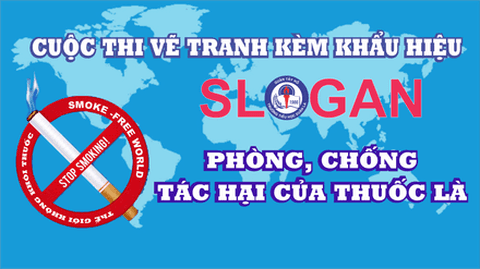 CUỘC THI VẼ TRANH KÈM KHẨU HIỆU
SLOGAN
SMOKE -FREE WORLD
STOP SMOKING!
THẾ GIỚI KHÔNG KHÓI THUỐC
PHÒNG, CHỐNG
TÁC HẠI CỦA THUỐC LÀ